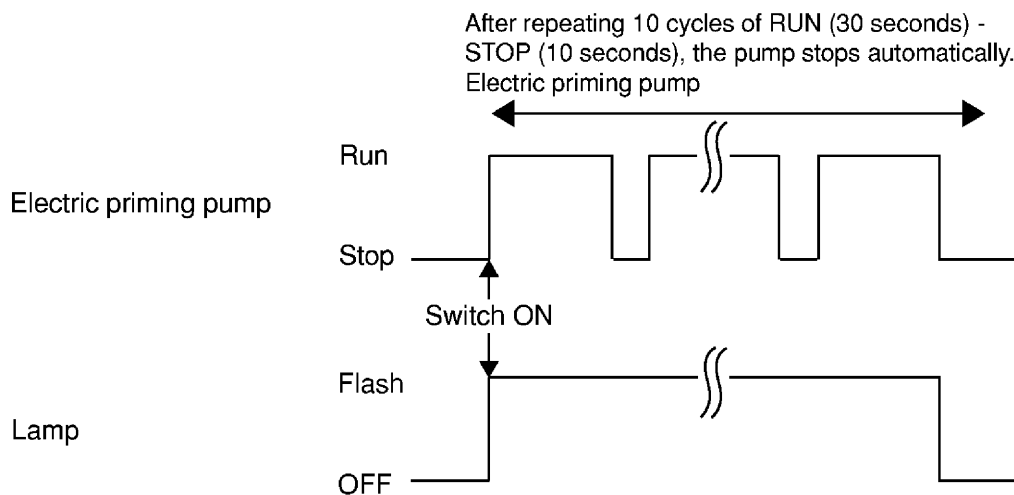 After repeating 10 cycles of RUN (30 seconds) -
STOP (10 seconds), the pump stops automatically.
Electric priming pump
Run
Electric priming pump
Stop
Switch ON
Flash
Lamp
OFF